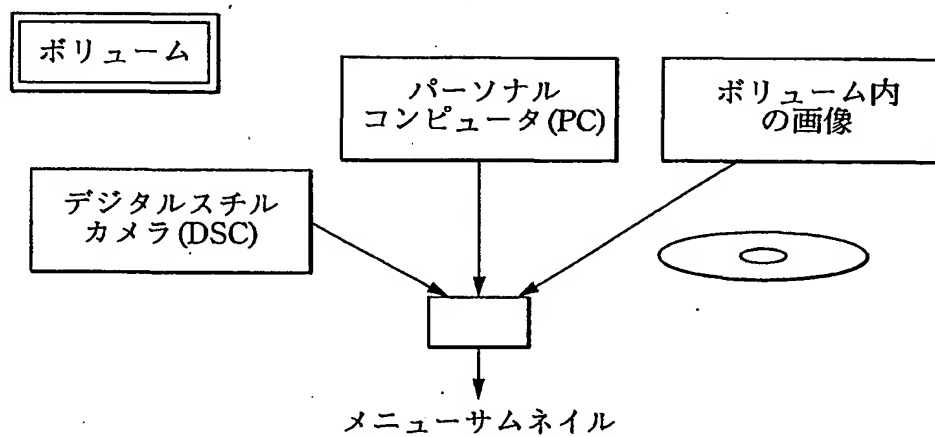 ボリューム
パーソナル
コンピュータ(PC)
ボリューム内
の画像
デジタルスチル
カメラ(DSC)
メニューサムネイル